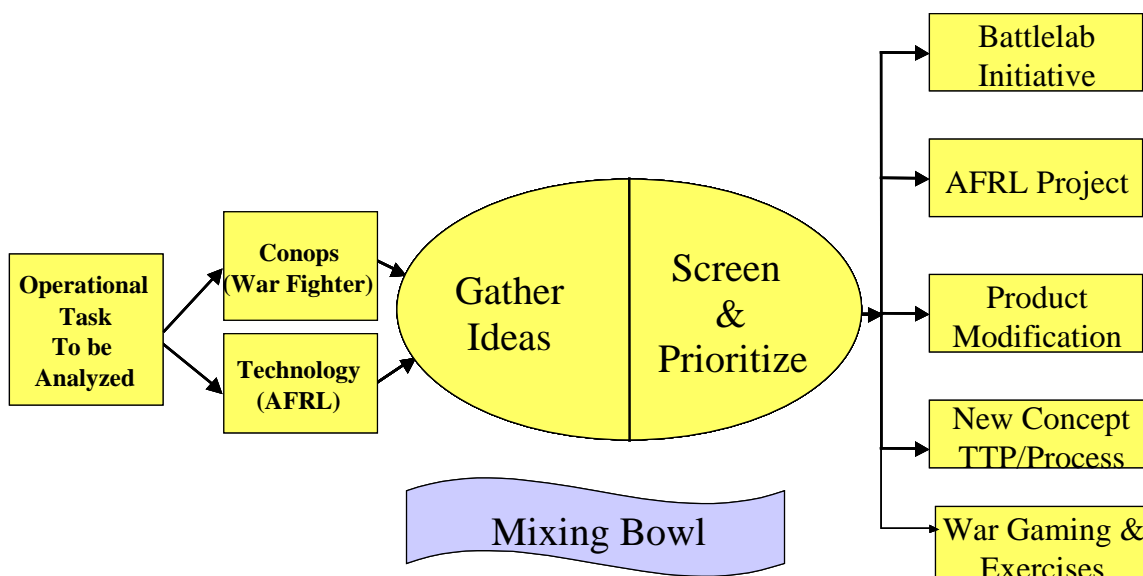 Operational
Task
To be
Analyzed
Conops
(War Fighter)
Technology
(AFRL)
Gather
Ideas
Screen
&
Prioritize
Mixing Bowl
Battlelab
Initiative
AFRL Project
Product
Modification
New Concept
TTP/Process
War Gaming &
Exercises